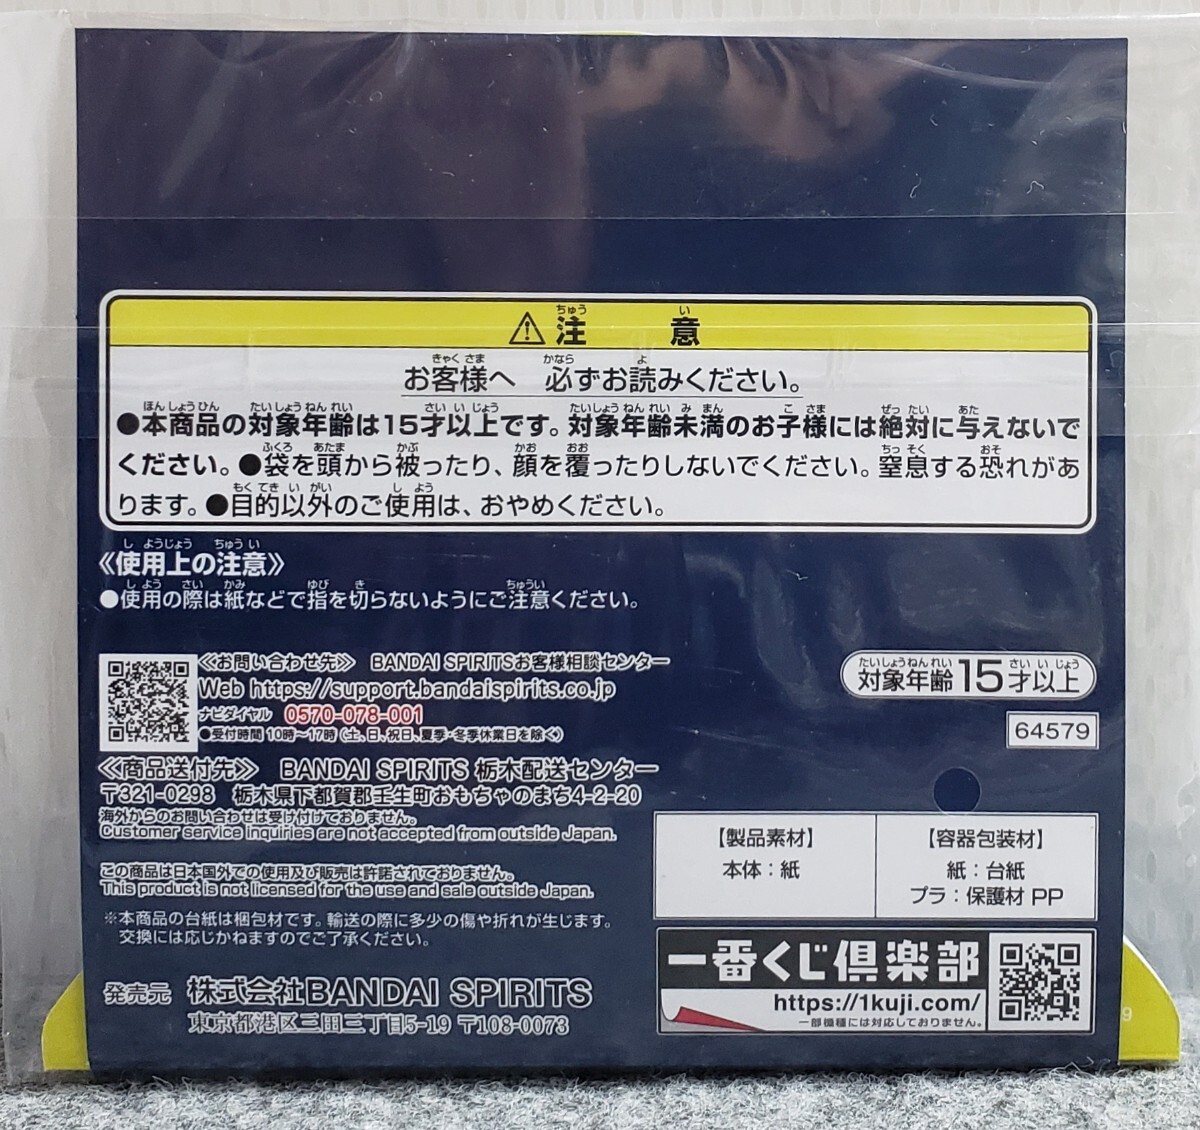 ⚠注意
お客様へ 必ずお読みください。
●本商品の対象年齢は15才以上です。対象年齢未満のお子様には絶対に与えないで
ください。●袋を頭から被ったり、顔を覆ったりしないでください。窒息する恐れがあ
ります。●目的以外のご使用は、おやめください。
《使用上の注意》
●使用の際は紙などで指を切らないようにご注意ください。
《お問い合わせ先》 BANDAI SPIRITSお客様相談センター
Web https://support.bandaispirits.co.jp
ナビダイヤル 0570-078-001
●受付時間 10時〜17時 (土、日、祝日、夏季・冬季休業日を除く)
対象年齢15才以上
64579
《商品送付先》 BANDAI SPIRITS 栃木配送センター
〒321-0298 栃木県下都賀郡壬生町おもちゃのまち4-2-20
海外からのお問い合わせは受け付けておりません。
Customer service inquiries are not accepted from outside Japan.
この商品は日本国外での使用及び販売は許諾されておりません。
This product is not licensed for the use and sale outside Japan.
※本商品の台紙は梱包材です。輸送の際に多少の傷や折れが生じます。
交換には応じかねますのでご了承ください。
【製品素材】
本体：紙
【容器包装材】
紙：台紙
プラ：保護材 PP
発売元 株式会社BANDAI SPIRITS
東京都港区三田三丁目5-19 〒108-0073
一番くじ倶楽部
https://1kuji.com/
一部機種には対応しておりません。
9